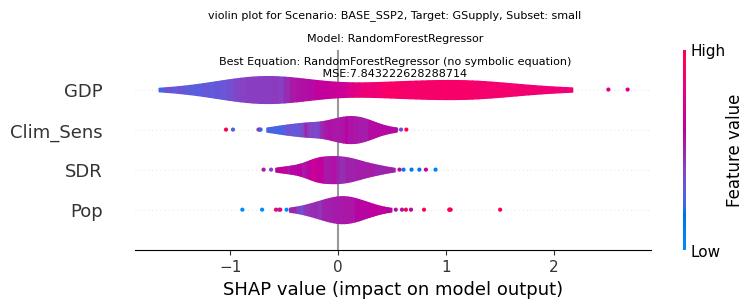 violin plot for Scenario: BASE_SSP2, Target: GSupply, Subset: small
Model: RandomForestRegressor
Best Equation: RandomForestRegressor (no symbolic equation)
MSE:7.843222628288714
High
GDP
Clim_Sens
SDR
Pop
Feature value
Low
−1
0
1
2
SHAP value (impact on model output)